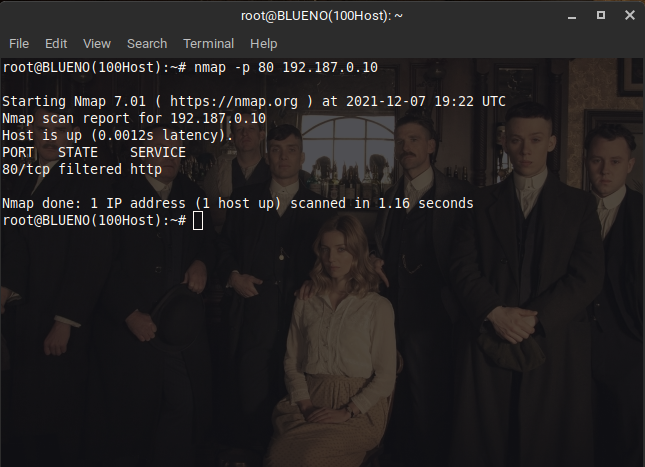 root@BLUENO(100Host): ~
File Edit View Search Terminal Help
root@BLUENO(100Host):~# nmap -p 80 192.187.0.10
Starting Nmap 7.01 ( https://nmap.org ) at 2021-12-07 19:22 UTC
Nmap scan report for 192.187.0.10
Host is up (0.0012s latency).
PORT   STATE    SERVICE
80/tcp filtered http
Nmap done: 1 IP address (1 host up) scanned in 1.16 seconds
root@BLUENO(100Host):~#